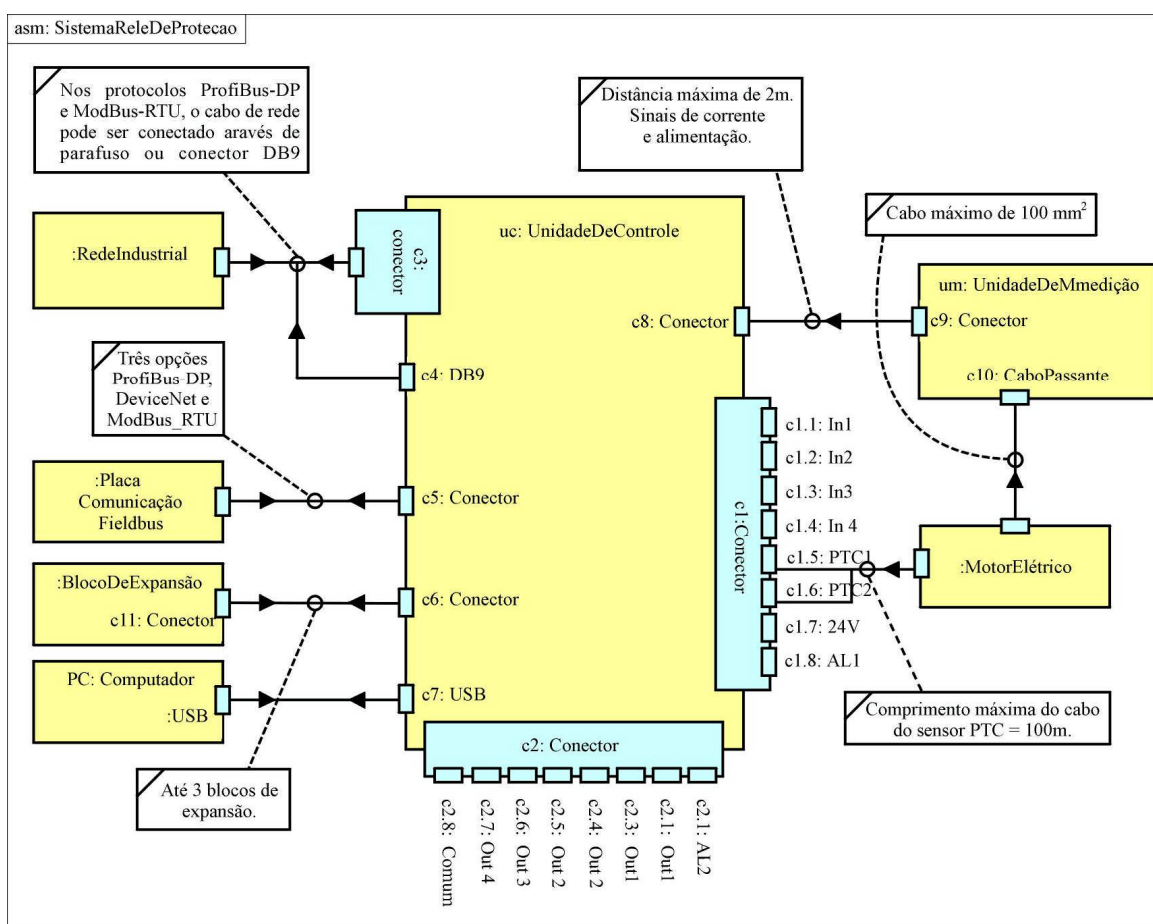 asm: SistemaReleDeProtecao
Nos protocolos ProfiBus-DP
e ModBus-RTU, o cabo de rede
pode ser conectado aravés de
parafuso ou conector DB9
Distância máxima de 2m.
Sinais de corrente
e alimentação.
Cabo máximo de 100 mm²
:RedeIndustrial
c3:
conector
uc: UnidadeDeControle
um: UnidadeDeMmedição
c8: Conector
c9: Conector
c10: CaboPassante
Três opções
ProfiBus-DP,
DeviceNet e
ModBus_RTU
c4: DB9
:Placa
Comunicação
Fieldbus
c5: Conector
c1:Conector
c1.1: In1
c1.2: In2
c1.3: In3
c1.4: In 4
c1.5: PTC1
c1.6: PTC2
c1.7: 24V
c1.8: AL1
:MotorElétrico
:BlocoDeExpansão
c11: Conector
c6: Conector
PC: Computador
:USB
c7: USB
Comprimento máxima do cabo
do sensor PTC = 100m.
c2: Conector
Até 3 blocos de
expansão.
c2.8: Comum
c2.7: Out 4
c2.6: Out 3
c2.5: Out 2
c2.4: Out 2
c2.3: Out1
c2.1: Out1
c2.1: AL2